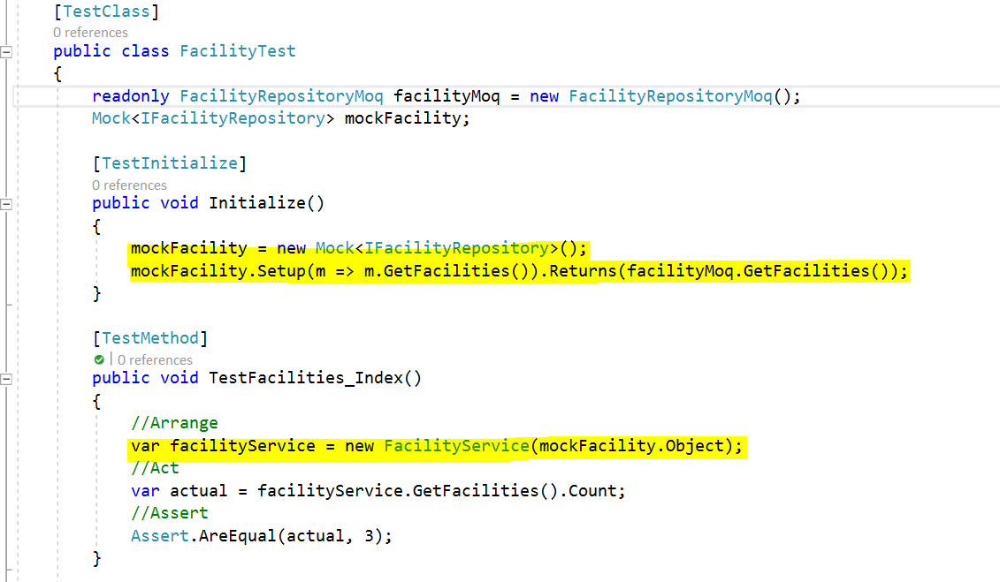 [TestClass]
0 references
public class FacilityTest
{
readonly FacilityRepositoryMoq facilityMoq = new FacilityRepositoryMoq();
Mock<IFacilityRepository> mockFacility;
[TestInitialize]
0 references
public void Initialize()
{
mockFacility = new Mock<IFacilityRepository>();
mockFacility.Setup(m => m.GetFacilities()).Returns(facilityMoq.GetFacilities());
}
[TestMethod]
| 0 references
public void TestFacilities_Index()
{
//Arrange
var facilityService = new FacilityService(mockFacility.Object);
//Act
var actual = facilityService.GetFacilities().Count;
//Assert
Assert.AreEqual(actual, 3);
}